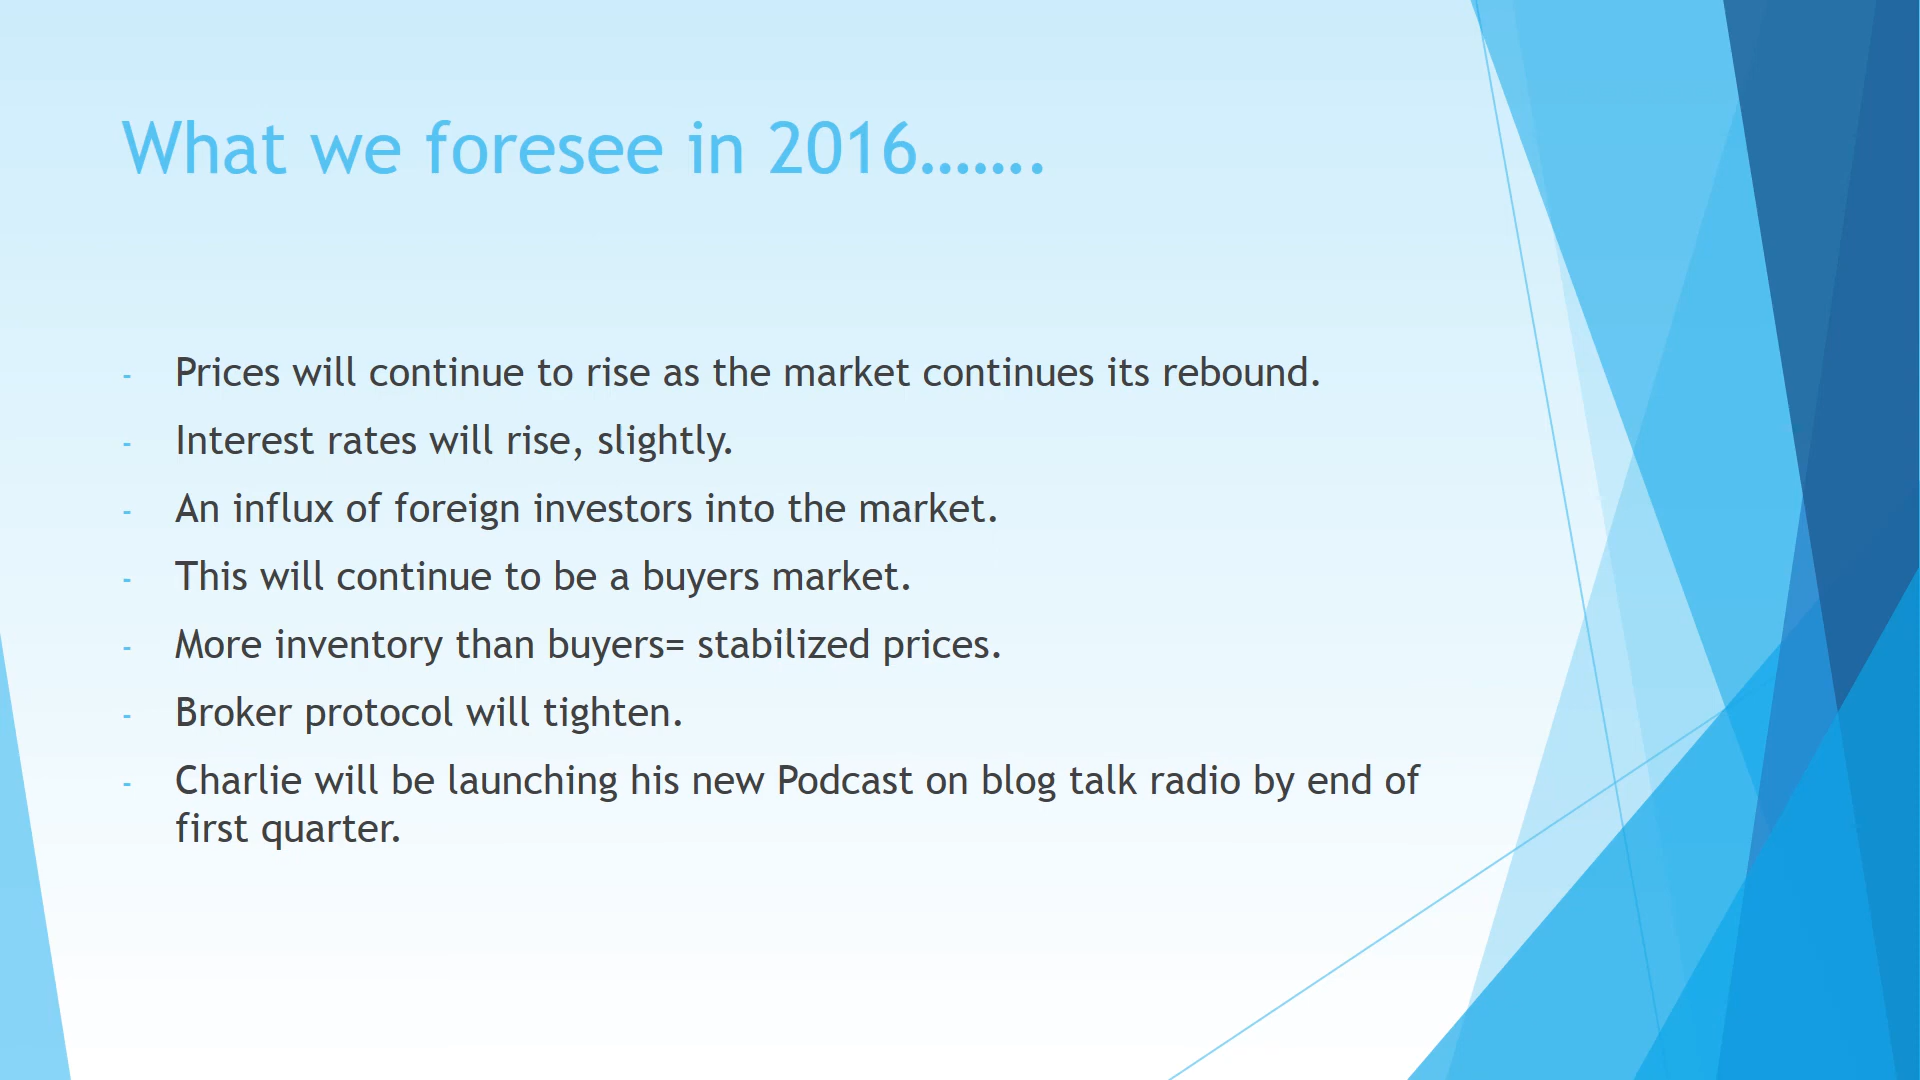 What we foresee in 2016…….
- Prices will continue to rise as the market continues its rebound.
- Interest rates will rise, slightly.
- An influx of foreign investors into the market.
- This will continue to be a buyers market.
- More inventory than buyers= stabilized prices.
- Broker protocol will tighten.
- Charlie will be launching his new Podcast on blog talk radio by end of
first quarter.